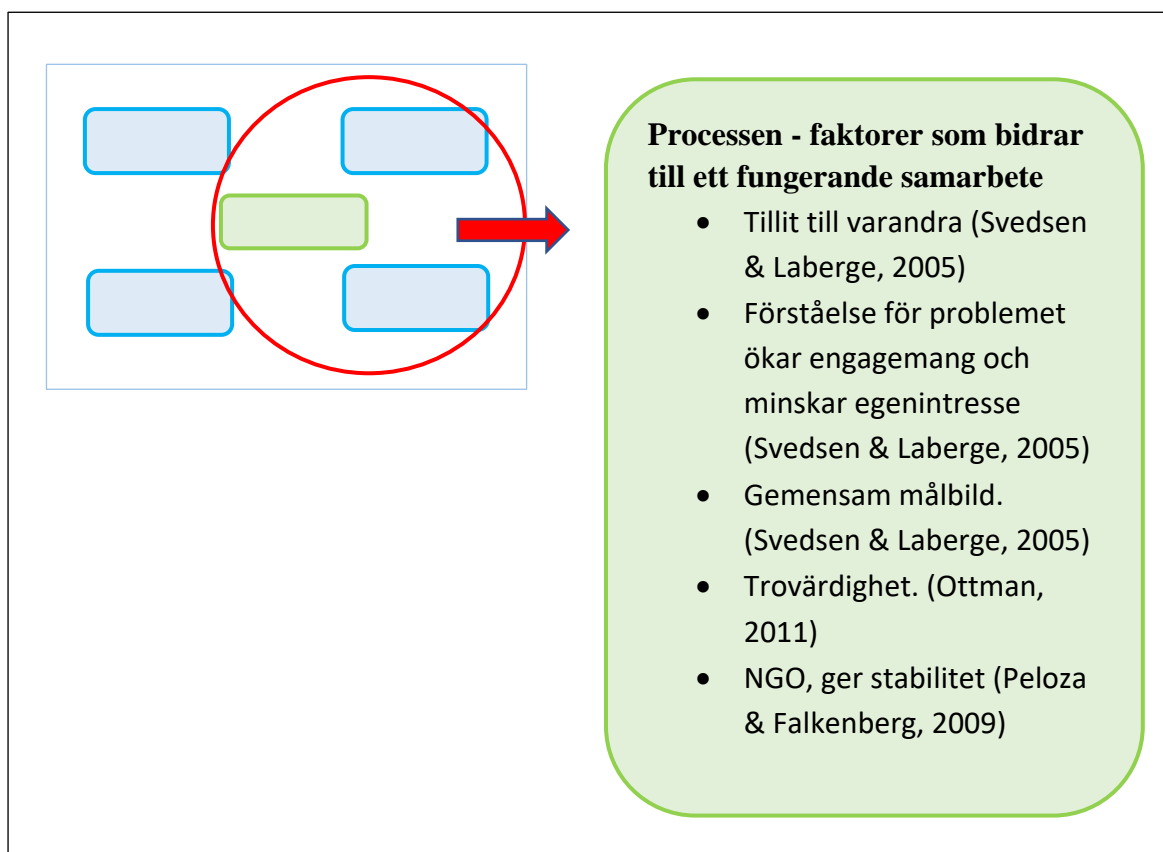 Processen - faktorer som bidrar
till ett fungerande samarbete
• Tillit till varandra (Svedsen
& Laberge, 2005)
• Förståelse för problemet
ökar engagemang och
minskar egenintresse
(Svedsen & Laberge, 2005)
• Gemensam målbild.
(Svedsen & Laberge, 2005)
• Trovärdighet. (Ottman,
2011)
• NGO, ger stabilitet (Peloza
& Falkenberg, 2009)